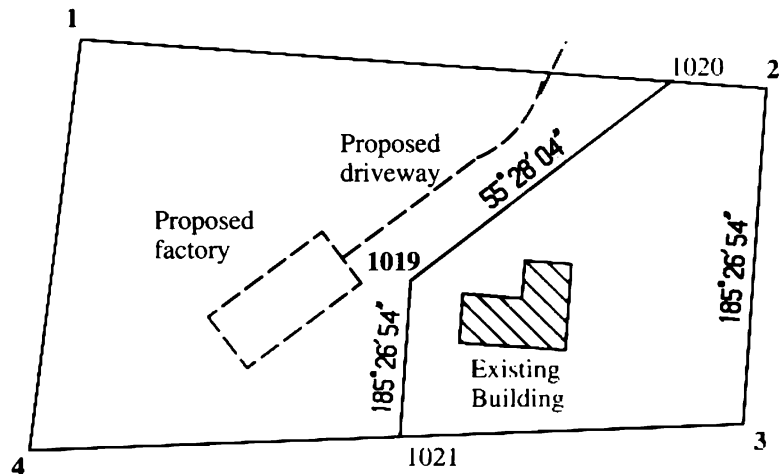 1
1020
2
Proposed
driveway
55°28′04″
Proposed
factory
1019
185°26′54″
185°26′54″
Existing
Building
3
1021
4